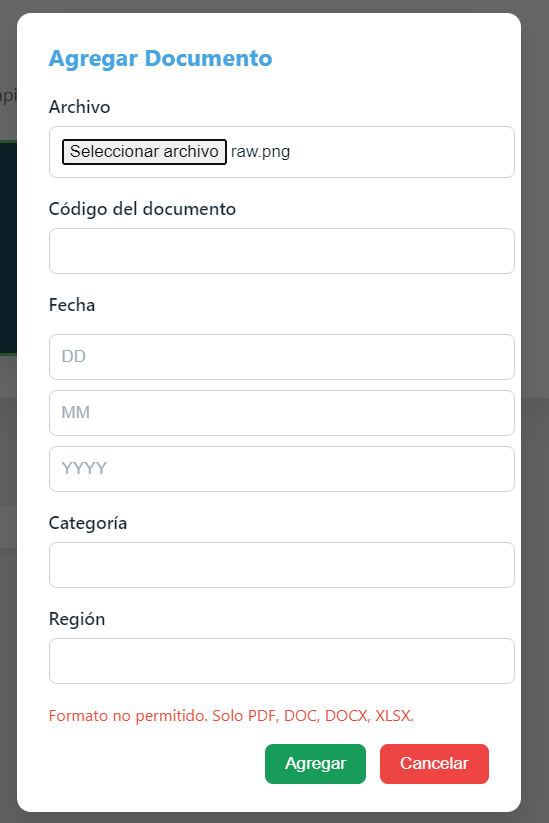 Agregar Documento
Archivo
Seleccionar archivo raw.png
Código del documento
Fecha
DD
MM
YYYY
Categoría
Región
Formato no permitido. Solo PDF, DOC, DOCX, XLSX.
Agregar Cancelar